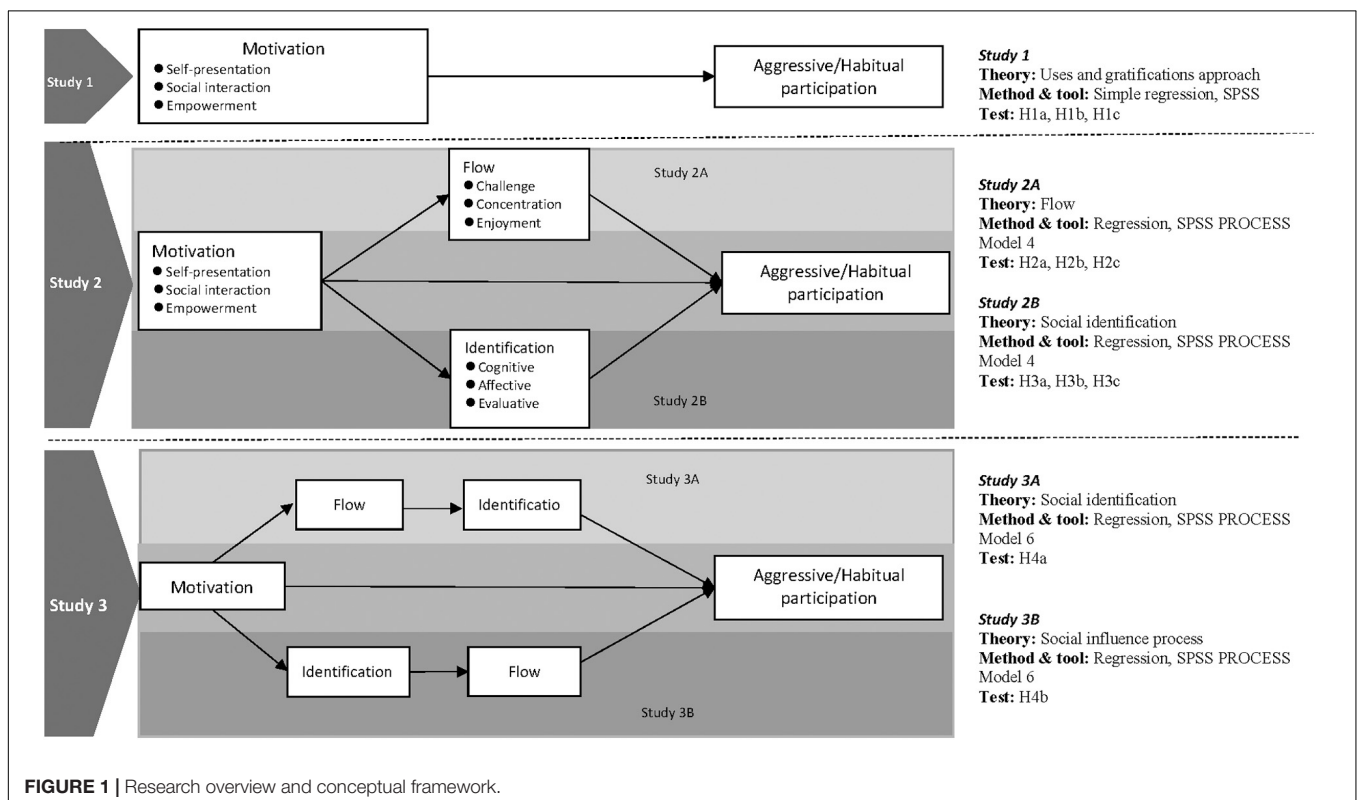 Study 1
Motivation
● Self-presentation
● Social interaction
● Empowerment
Aggressive/Habitual
participation
Study 1
Theory: Uses and gratifications approach
Method & tool: Simple regression, SPSS
Test: H1a, H1b, H1c
Study 2
Study 2A
Flow
● Challenge
● Concentration
● Enjoyment
Motivation
● Self-presentation
● Social interaction
● Empowerment
Aggressive/Habitual
participation
Identification
● Cognitive
● Affective
● Evaluative
Study 2B
Study 2A
Theory: Flow
Method & tool: Regression, SPSS PROCESS
Model 4
Test: H2a, H2b, H2c
Study 2B
Theory: Social identification
Method & tool: Regression, SPSS PROCESS
Model 4
Test: H3a, H3b, H3c
Study 3
Study 3A
Flow
Identificatio
Motivation
Aggressive/Habitual
participation
Identification
Flow
Study 3B
Study 3A
Theory: Social identification
Method & tool: Regression, SPSS PROCESS
Model 6
Test: H4a
Study 3B
Theory: Social influence process
Method & tool: Regression, SPSS PROCESS
Model 6
Test: H4b
FIGURE 1 | Research overview and conceptual framework.